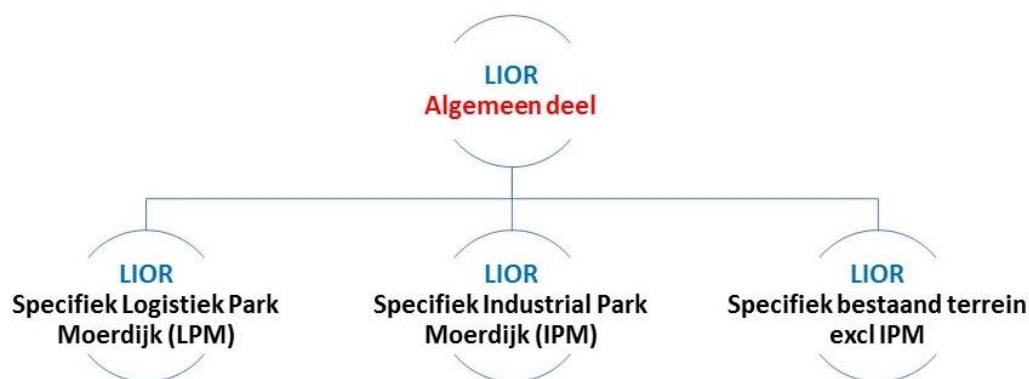 LIOR
Algemeen deel
LIOR
Specifiek Logistiek Park
Moerdijk (LPM)
LIOR
Specifiek Industrial Park
Moerdijk (IPM)
LIOR
Specifiek bestaand terrein
excl IPM